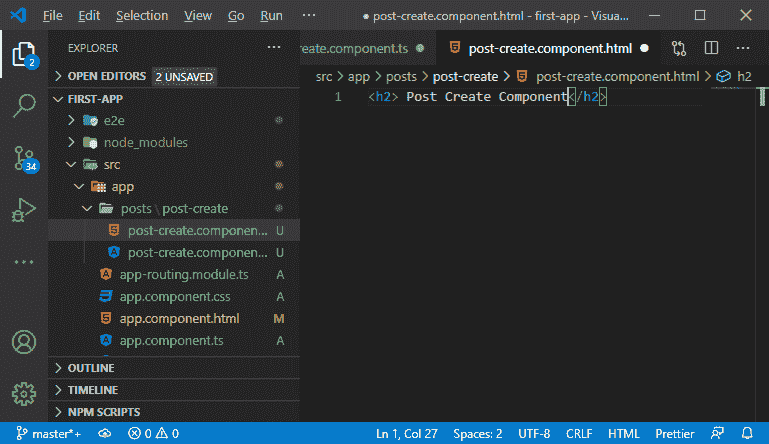 File Edit Selection View Go Run ··· ● post-create.component.html - first-app - Visua...
EXPLORER ···
create.component.ts ●
post-create.component.html ●
> OPEN EDITORS 2 UNSAVED
src > app > posts > post-create > post-create.component.html > h2
FIRST-APP
1 <h2> Post Create Component</h2>
e2e
node_modules
src
app
posts \ post-create
post-create.componen... U
post-create.componen... U
app-routing.module.ts A
app.component.css A
app.component.html M
app.component.ts A
OUTLINE
TIMELINE
NPM SCRIPTS
2
34
master*+ 0 0 Ln 1, Col 27 Spaces: 2 UTF-8 CRLF HTML Prettier